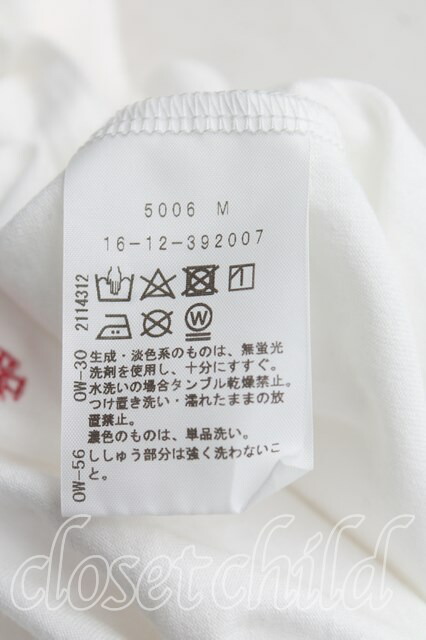 5006 M
16-12-392007
2114312
W
0W-30
生成・淡色系のものは、無蛍光
洗剤を使用し、十分にすすぐ。
水洗いの場合タンブル乾燥禁止。
つけ置き洗い・濡れたままの放
置禁止。
濃色のものは、単品洗い。
0W-56
ししゅう部分は強く洗わないこ
と。
closetchild